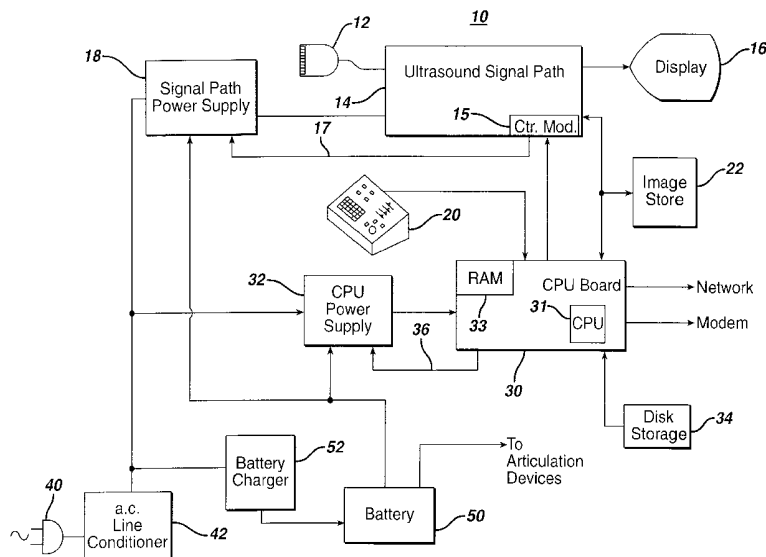 10
12
18
Signal Path
Power Supply
14
Ultrasound Signal Path
15
Ctr. Mod.
Display
16
17
20
Image
Store
22
32
CPU
Power
Supply
RAM
33
CPU Board
31
CPU
Network
Modem
36
30
Disk
Storage
34
52
Battery
Charger
To
Articulation
Devices
40
a.c.
Line
Conditioner
42
Battery
50